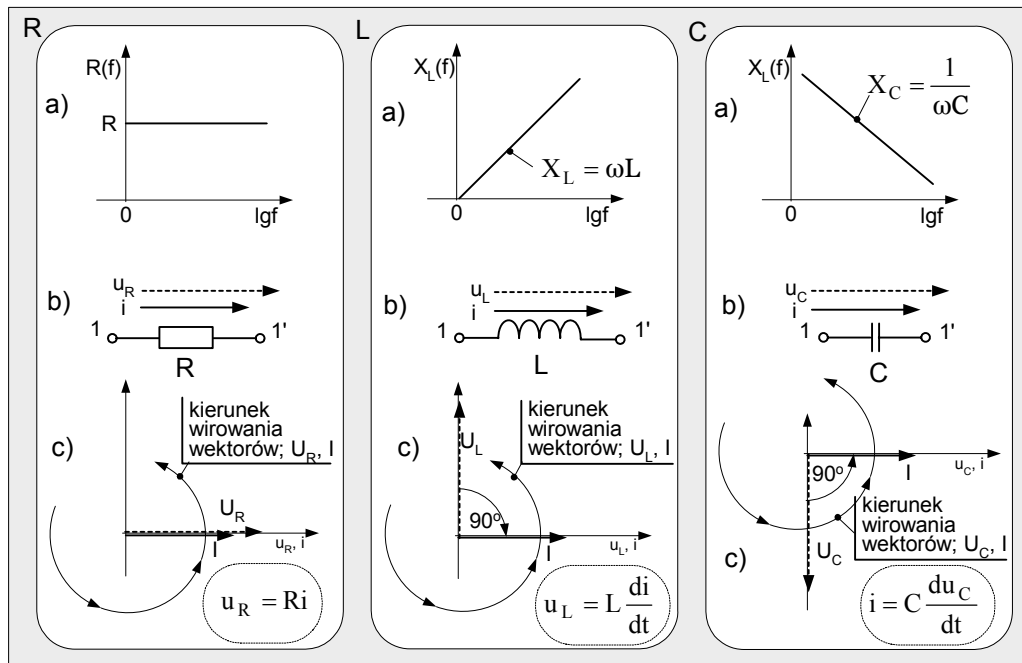 R
R(f)
a)
R
0
lgf
b)
u_R
i
1
1'
R
c)
kierunek
wirowania
wektorów; U_R, I
U_R
I
u_R, i
u_R = Ri
L
X_L(f)
a)
X_L = ωL
0
lgf
b)
u_L
i
1
1'
L
c)
kierunek
wirowania
wektorów; U_L, I
U_L
90º
I
u_L, i
u_L = L di/dt
C
X_L(f)
a)
X_C = 1/ωC
0
lgf
b)
u_C
i
1
1'
C
I
u_C, i
90º
kierunek
wirowania
wektorów; U_C, I
U_C
c)
i = C du_C/dt